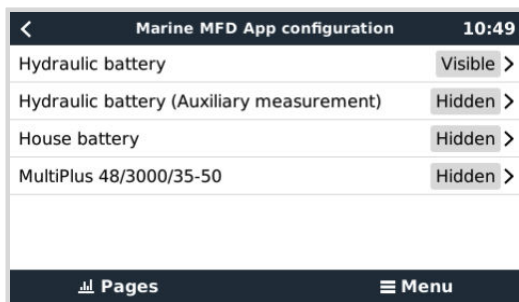 Marine MFD App configuration 10:49
Hydraulic battery Visible
Hydraulic battery (Auxiliary measurement) Hidden
House battery Hidden
MultiPlus 48/3000/35-50 Hidden
Pages Menu